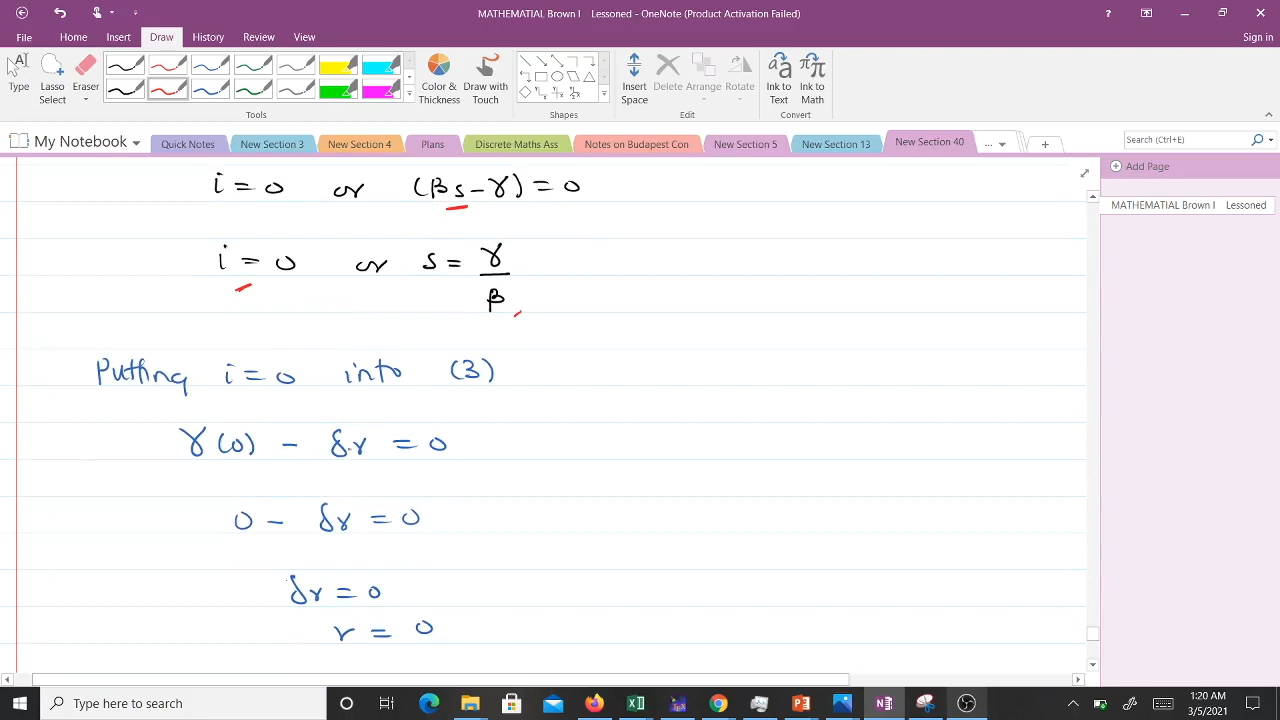 MATHEMATIAL Brown I Lessoned - OneNote (Product Activation Failed)
File Home Insert Draw History Review View Sign in
Type Lasso Select Eraser Color & Thickness Draw with Touch Insert Space Delete Arrange Rotate Ink to Text Ink to Math
Tools Shapes Edit Convert
My Notebook Quick Notes New Section 3 New Section 4 Plans Discrete Maths Ass Notes on Budapest Con New Section 5 New Section 13 New Section 40 ... Search (Ctrl+E)
Add Page
MATHEMATIAL Brown I Lessoned
i = 0 or (βs - γ) = 0
i = 0 or s = γ/β
Putting i = 0 into (3)
γ(0) - δr = 0
0 - δr = 0
δr = 0
r = 0
Type here to search
1:20 AM
3/5/2021